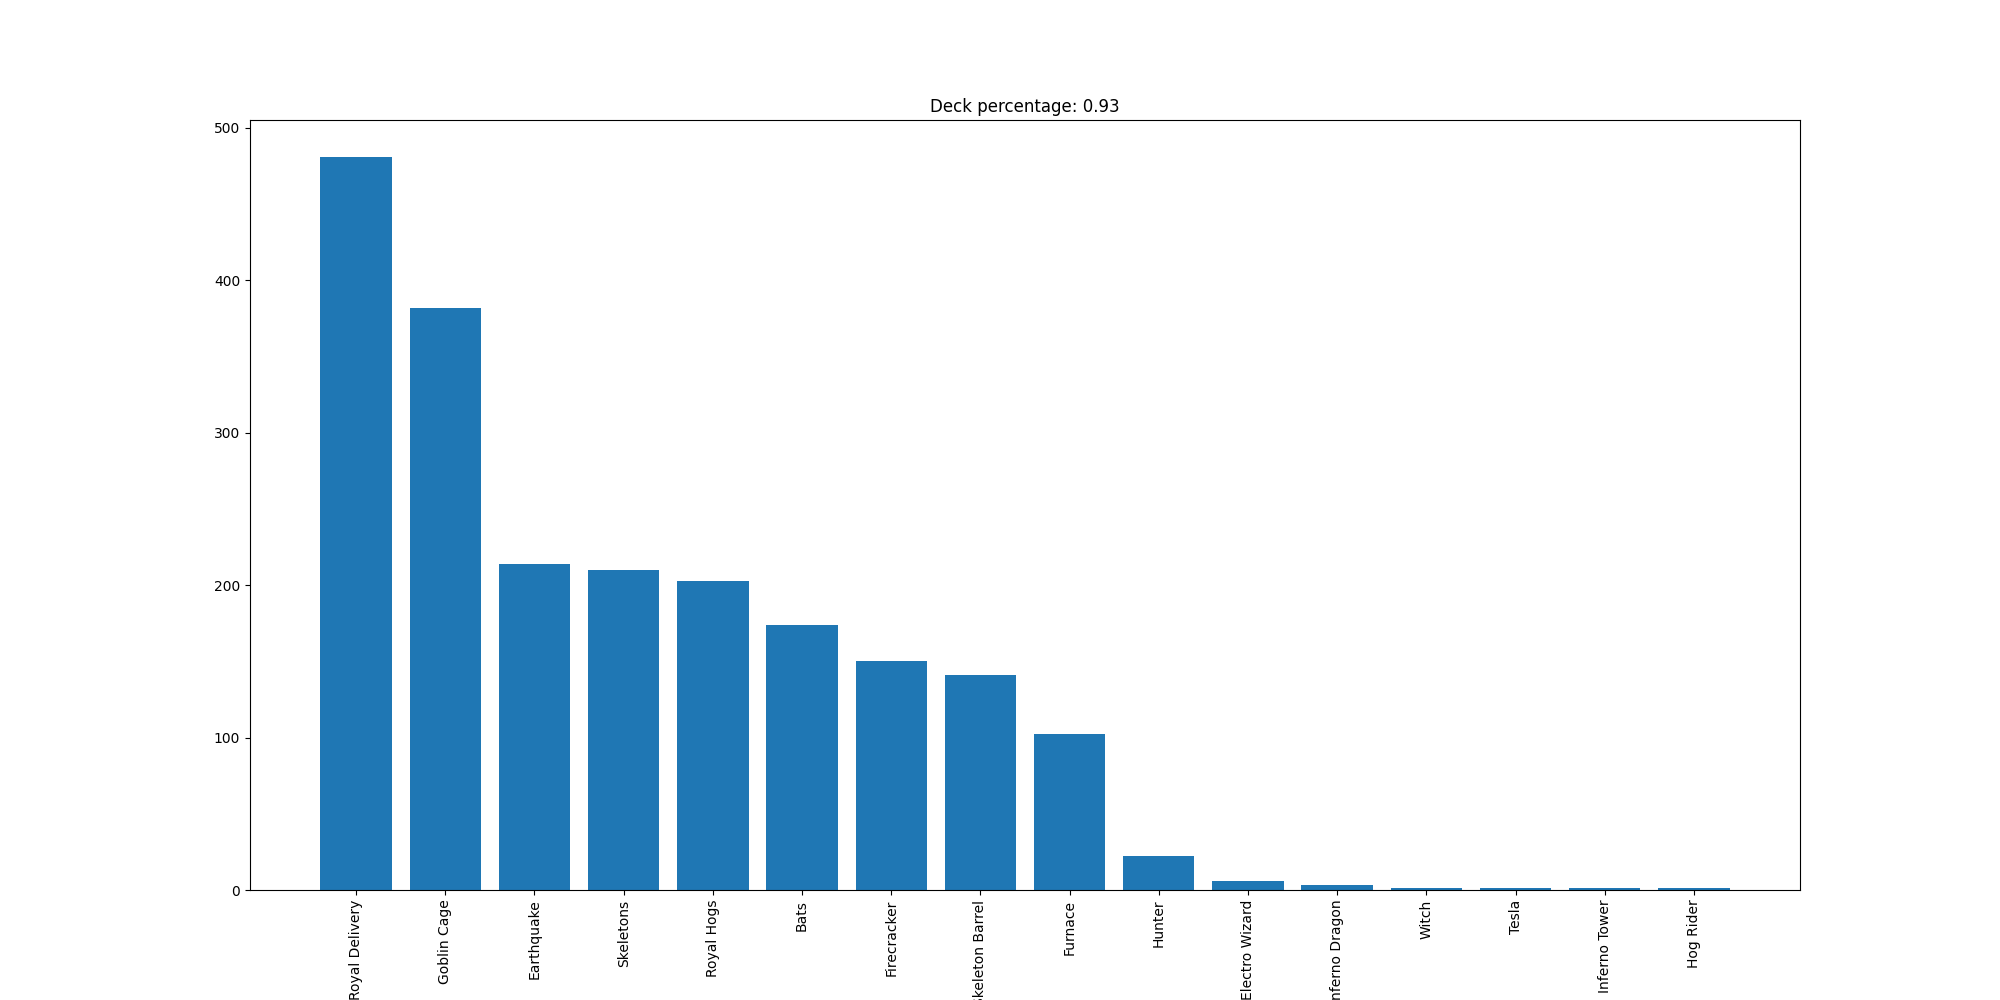 Deck percentage: 0.93
500
400
300
200
100
0
Royal Delivery
Goblin Cage
Earthquake
Skeletons
Royal Hogs
Bats
Firecracker
keleton Barrel
Furnace
Hunter
Electro Wizard
nferno Dragon
Witch
Tesla
Inferno Tower
Hog Rider